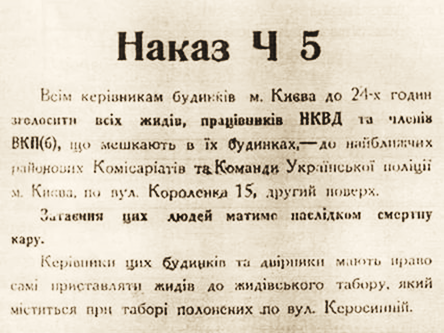 Наказ Ч 5
Всім керівникам будинків м. Києва до 24-х годин
зголосити всіх жидів, працівників НКВД та членів
ВКП(б), що мешкають в їх будинках,—до найближчих
районових Комісаріатів та Команди Української поліції
м. Києва, по вул. Короленка 15, другий поверх.
Затаєння цих людей матиме наслідком смертну
кару.
Керівники цих будинків та двірники мають право
самі приставляти жидів до жидівського табору, який
міститься при таборі полонених по вул. Керосинній.